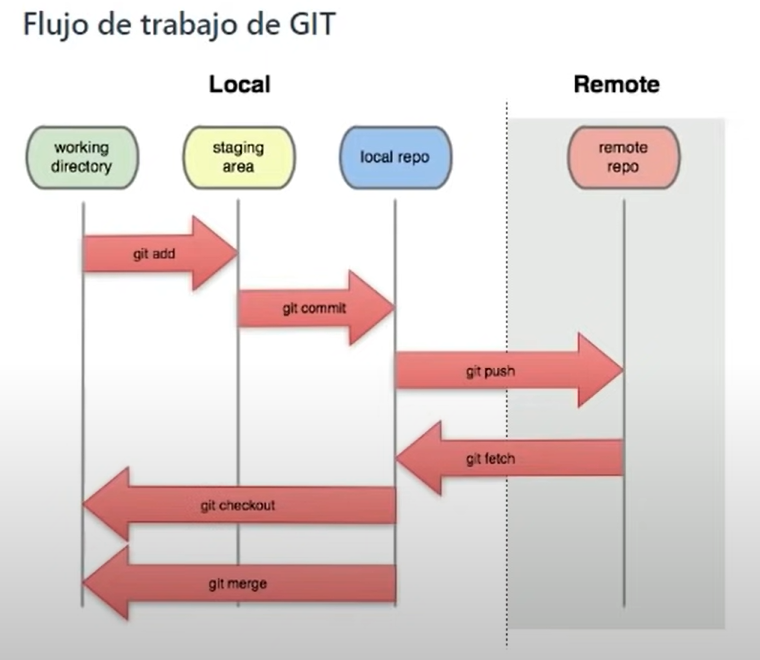 Flujo de trabajo de GIT
Local
Remote
working
directory
staging
area
local repo
remote
repo
git add
git commit
git push
git fetch
git checkout
git merge